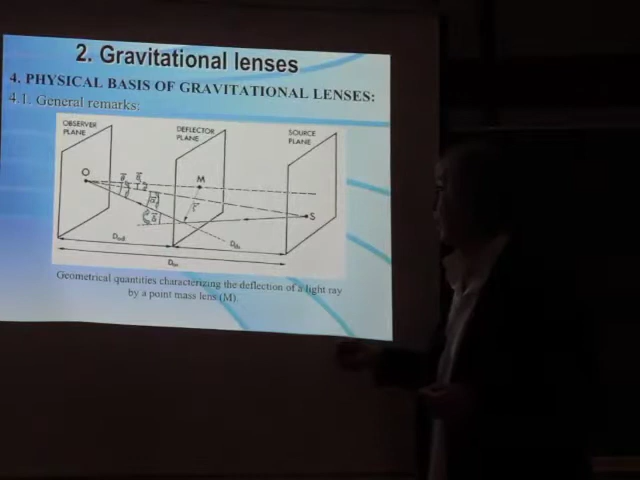 2. Gravitational lenses
4. PHYSICAL BASIS OF GRAVITATIONAL LENSES:
4.1. General remarks:
OBSERVER
PLANE
DEFLECTOR
PLANE
SOURCE
PLANE
O
M
S
Geometrical quantities characterizing the deflection of a light ray
by a point mass lens (M).